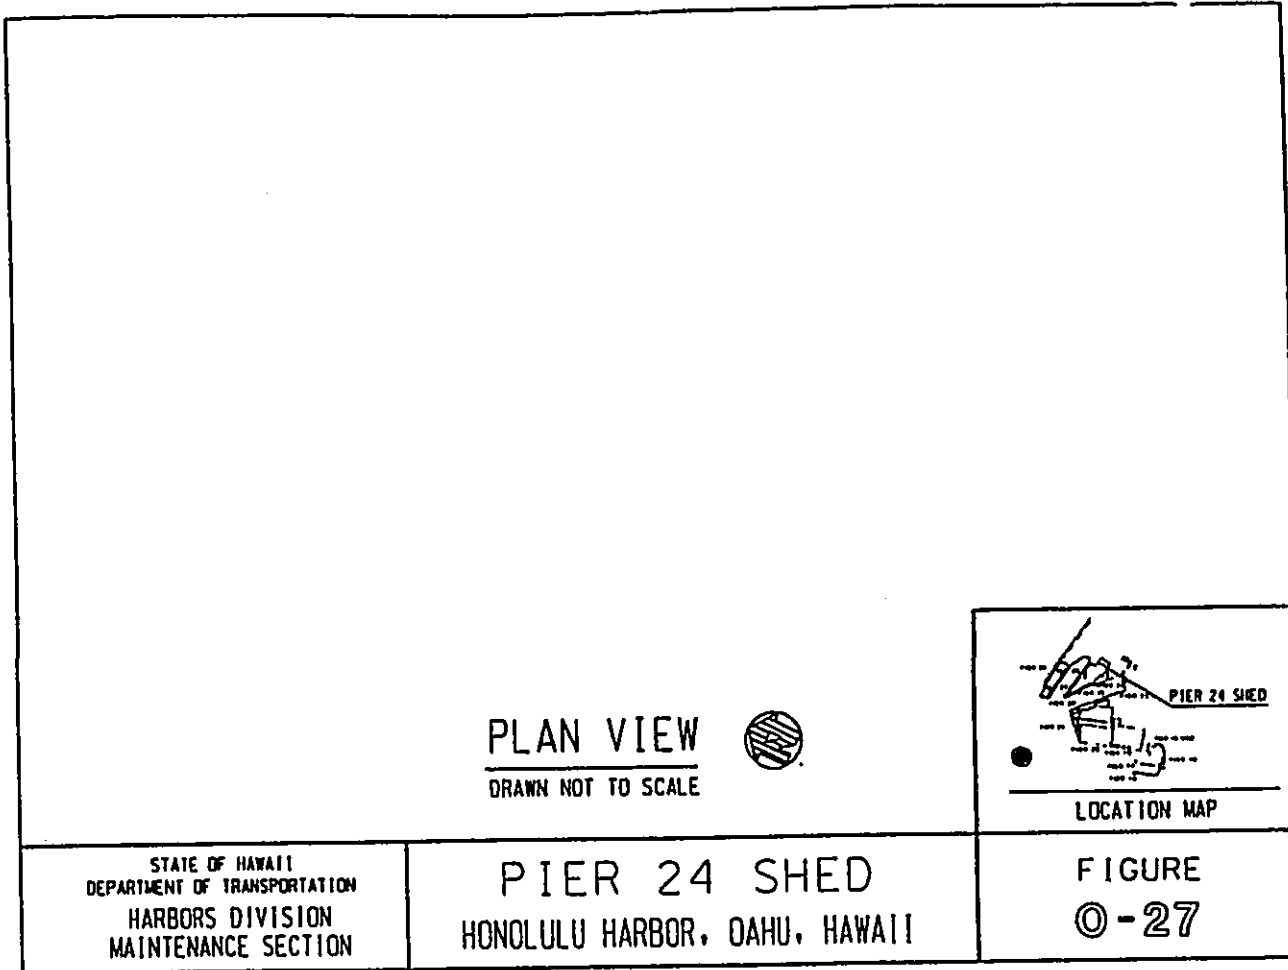 PLAN VIEW
DRAWN NOT TO SCALE
PIER 24 SHED
LOCATION MAP
STATE OF HAWAII
DEPARTMENT OF TRANSPORTATION
HARBORS DIVISION
MAINTENANCE SECTION
PIER 24 SHED
HONOLULU HARBOR, OAHU, HAWAII
FIGURE
O-27